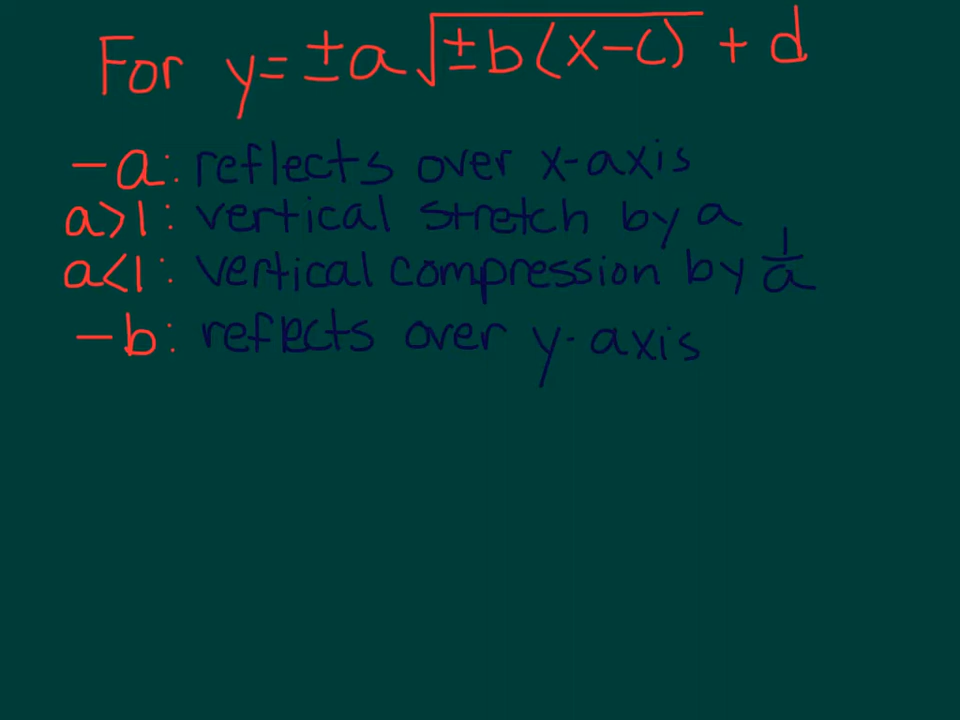 For y = ±a√(±b(x-c)) + d
-a: reflects over x-axis
a>1: vertical stretch by a
a<1: vertical compression by 1/a
-b: reflects over y-axis